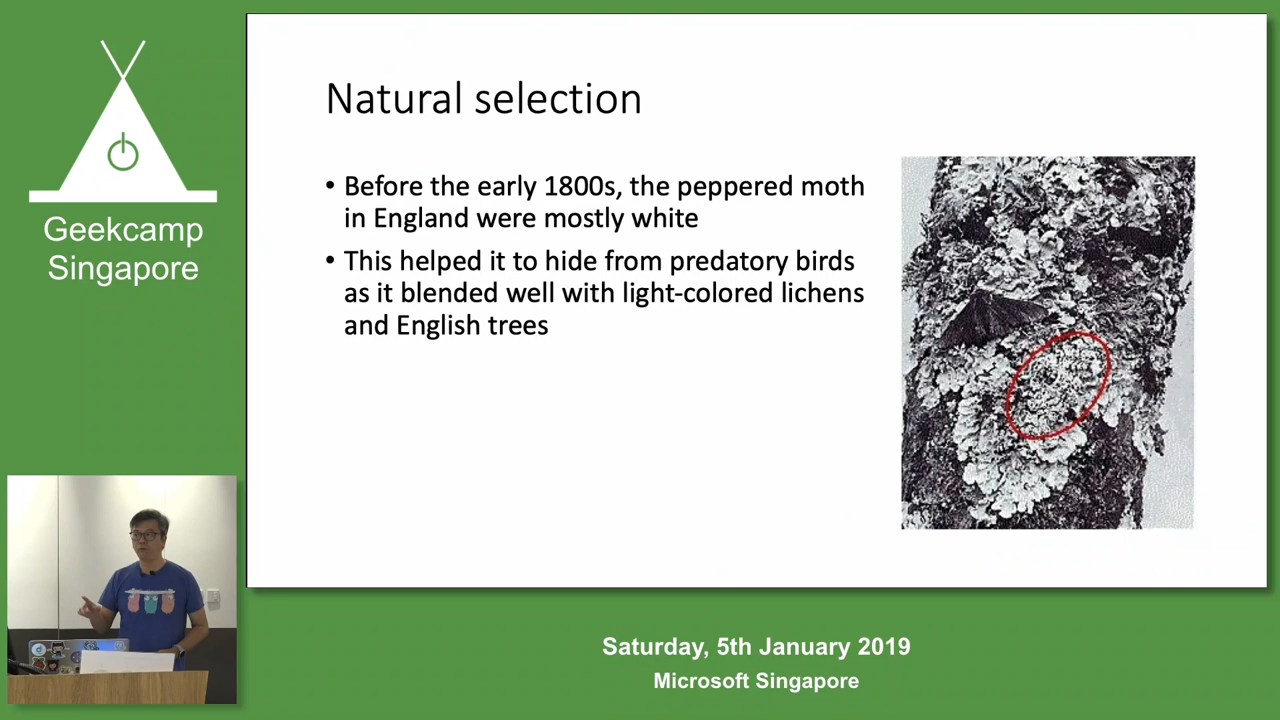 Geekcamp
Singapore
Natural selection
• Before the early 1800s, the peppered moth
in England were mostly white
• This helped it to hide from predatory birds
as it blended well with light-colored lichens
and English trees
Saturday, 5th January 2019
Microsoft Singapore